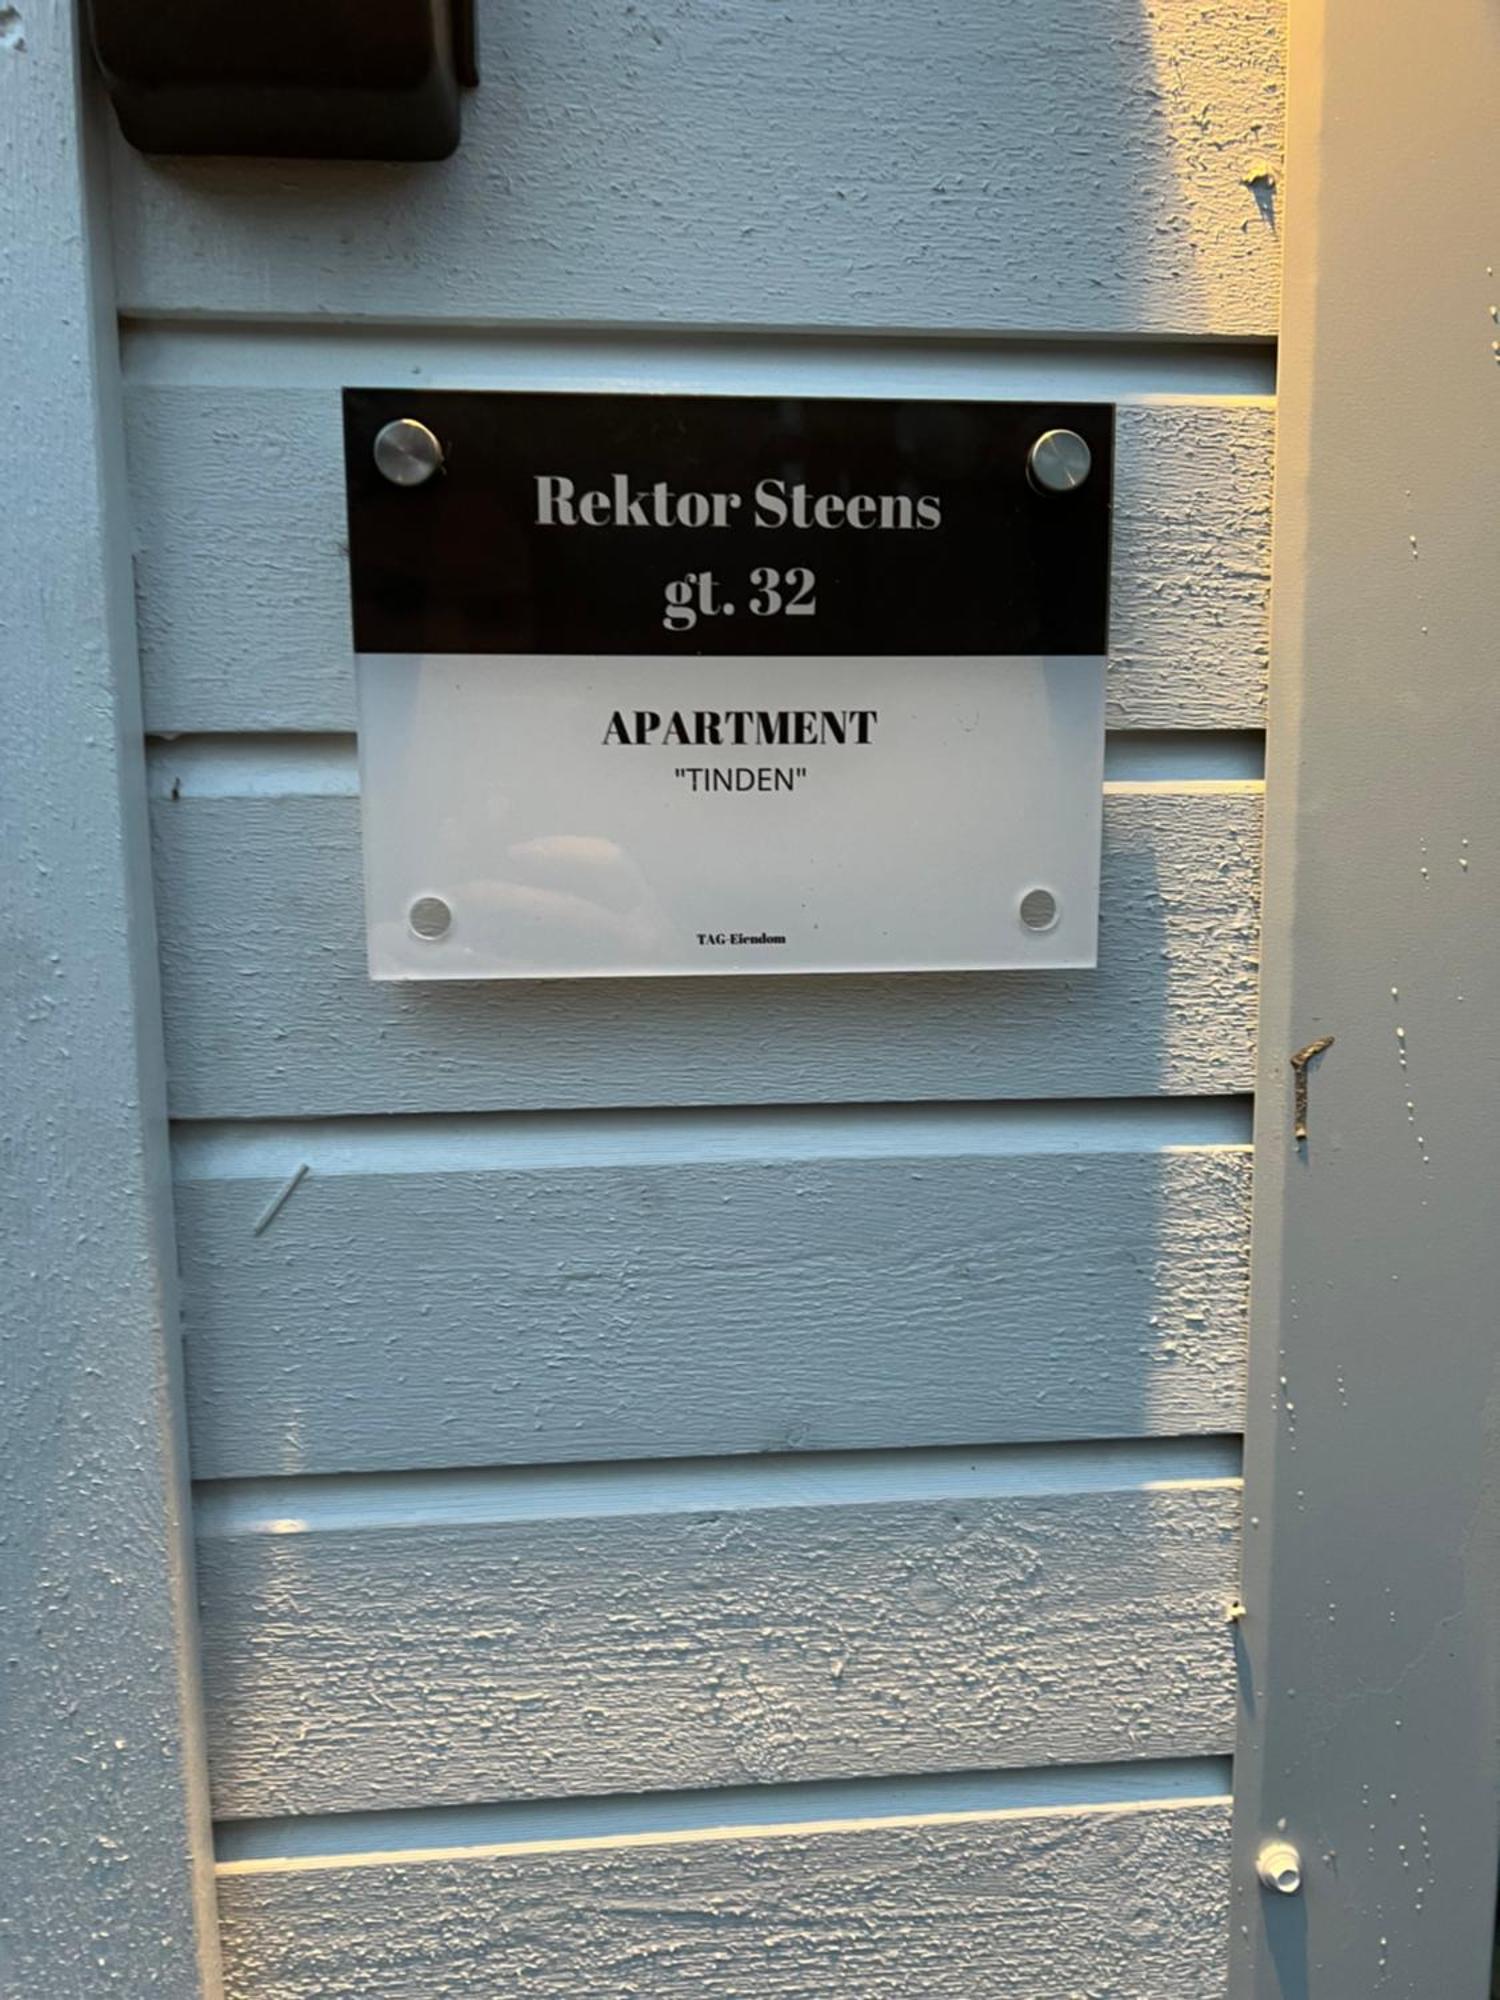 Rektor Steens
gt. 32
APARTMENT
"TINDEN"
TAG-Eiendom